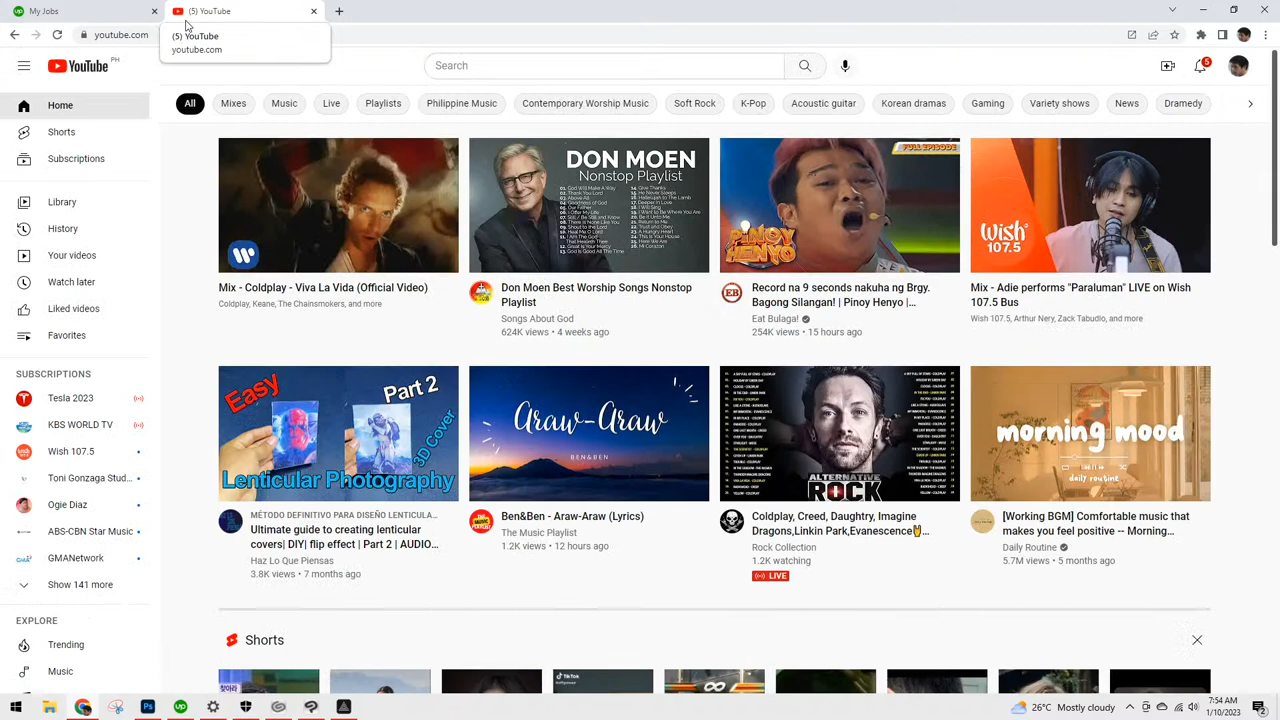 My Jobs
(5) YouTube
(5) YouTube
youtube.com
youtube.com
YouTube PH
Search
5
All
Mixes
Music
Live
Playlists
Philippine Music
Contemporary Worship Music
Soft Rock
K-Pop
Acoustic guitar
Korean dramas
Gaming
Variety shows
News
Dramedy
Home
Shorts
Subscriptions
Library
History
Your videos
Watch later
Liked videos
Favorites
SUBSCRIPTIONS
Tesla 2023
Wish 107.5
Toni Gonzaga Stud...
Ogie Diaz
ABS-CBN Star Music
GMANetwork
Show 141 more
EXPLORE
Trending
Music
DON MOEN
Nonstop Playlist
FULL EPISODE
PINOY
HENYO
WISH
107.5
Mix - Coldplay - Viva La Vida (Official Video)
Coldplay, Keane, The Chainsmokers, and more
Don Moen Best Worship Songs Nonstop
Playlist
Songs About God
624K views • 4 weeks ago
EB
Record na 9 seconds nakuha ng Brgy.
Bagong Silangan! | Pinoy Henyo |...
Eat Bulaga!
254K views • 15 hours ago
Mix - Adie performs "Paraluman" LIVE on Wish
107.5 Bus
Wish 107.5, Arthur Nery, Zack Tabudlo, and more
Easy
Part 2
Lenticular Photography
Araw-Araw
BEN&BEN
ALTERNATIVE
ROCK
daily routine
MÉTODO DEFINITIVO PARA DISEÑO LENTICULA...
Ultimate guide to creating lenticular
covers| DIY| flip effect | Part 2 | AUDIO...
Haz Lo Que Piensas
3.8K views • 7 months ago
Ben&Ben - Araw-Araw (Lyrics)
The Music Playlist
1.2K views • 12 hours ago
Coldplay, Creed, Daughtry, Imagine
Dragons,Linkin Park,Evanescence🤘...
Rock Collection
1.2K watching
LIVE
[Working BGM] Comfortable music that
makes you feel positive -- Morning...
Daily Routine
5.7M views • 5 months ago
Shorts
TikTok
26°C Mostly cloudy
7:54 AM
1/10/2023
2